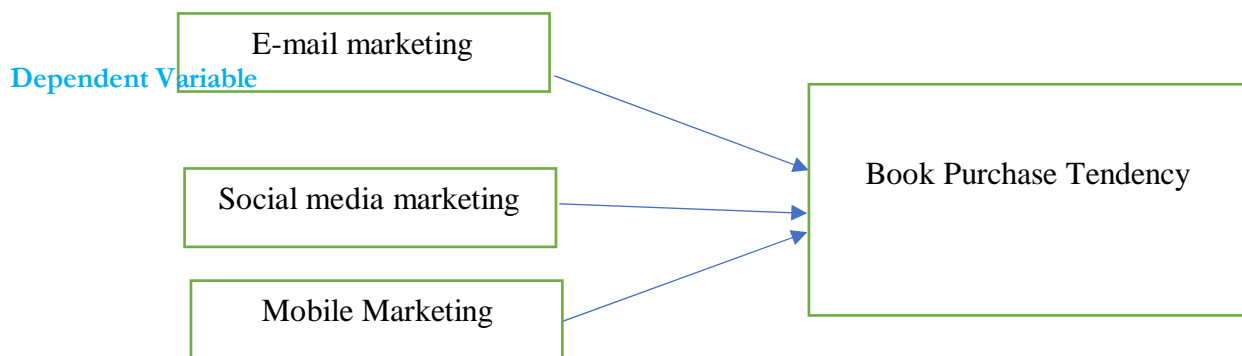 E-mail marketing
Dependent Variable
Book Purchase Tendency
Social media marketing
Mobile Marketing